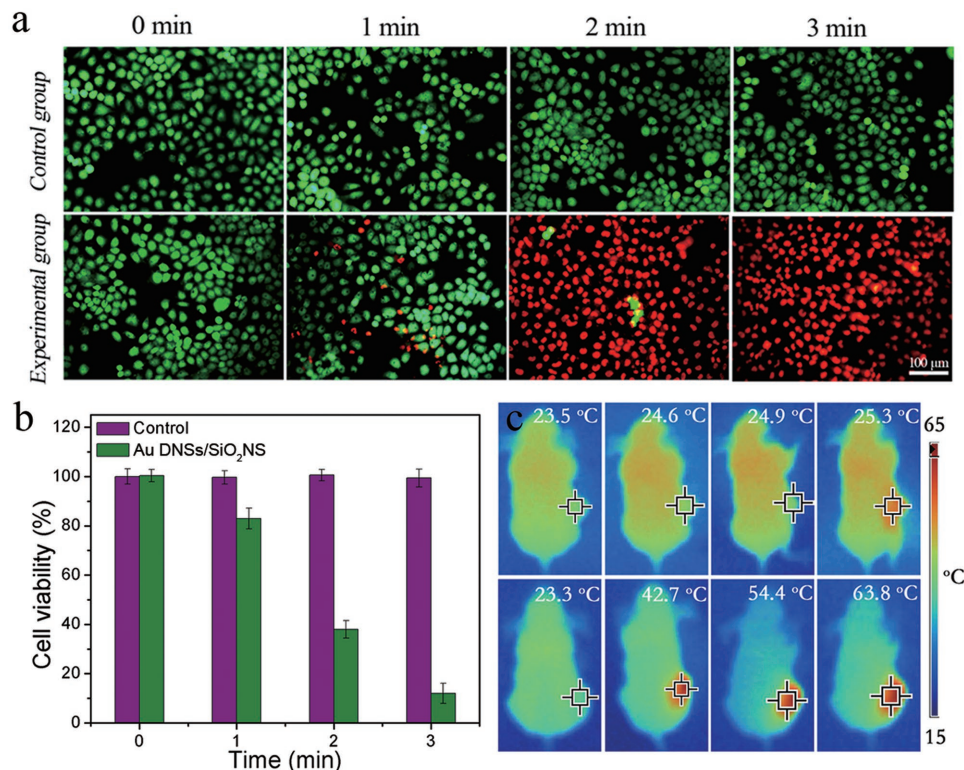 a
0 min
1 min
2 min
3 min
Control group
Experimental group
100 µm
b
120
100
80
60
40
20
0
Cell viability (%)
Control
Au DNSs/SiO₂NS
0
1
2
3
Time (min)
c
23.5 °C
24.6 °C
24.9 °C
25.3 °C
23.3 °C
42.7 °C
54.4 °C
63.8 °C
65
°C
15